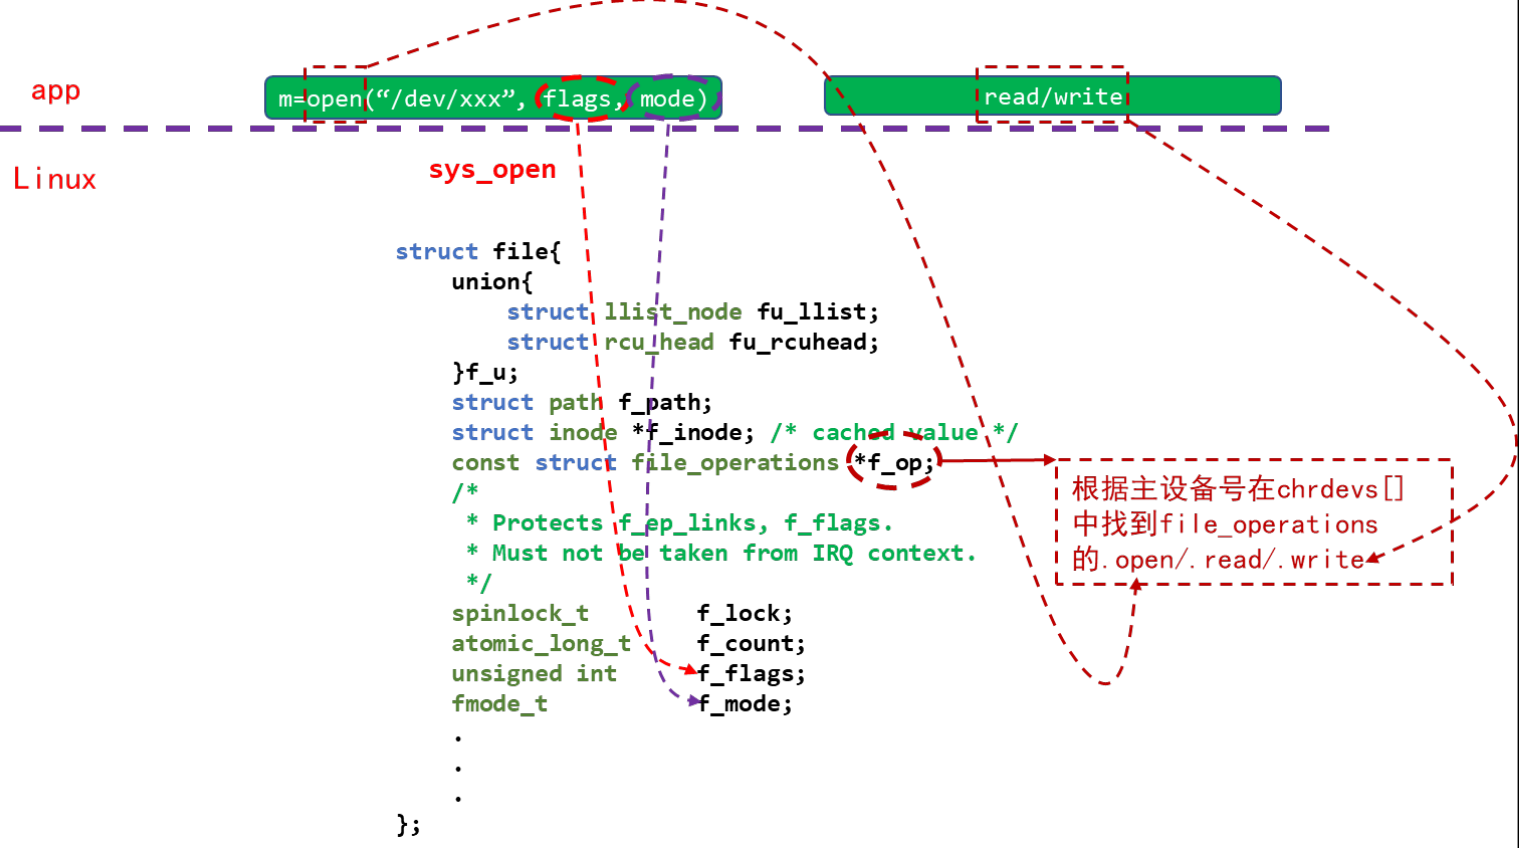 app
m=open(“/dev/xxx”, flags, mode)
read/write
Linux
sys_open
struct file{
union{
struct llist_node fu_llist;
struct rcu_head fu_rcuhead;
}f_u;
struct path f_path;
struct inode *f_inode; /* cached value */
const struct file_operations *f_op;
/*
* Protects f_ep_links, f_flags.
* Must not be taken from IRQ context.
*/
spinlock_t f_lock;
atomic_long_t f_count;
unsigned int f_flags;
fmode_t f_mode;
.
.
.
};
根据主设备号在chrdevs[]
中找到file_operations
的.open/.read/.write